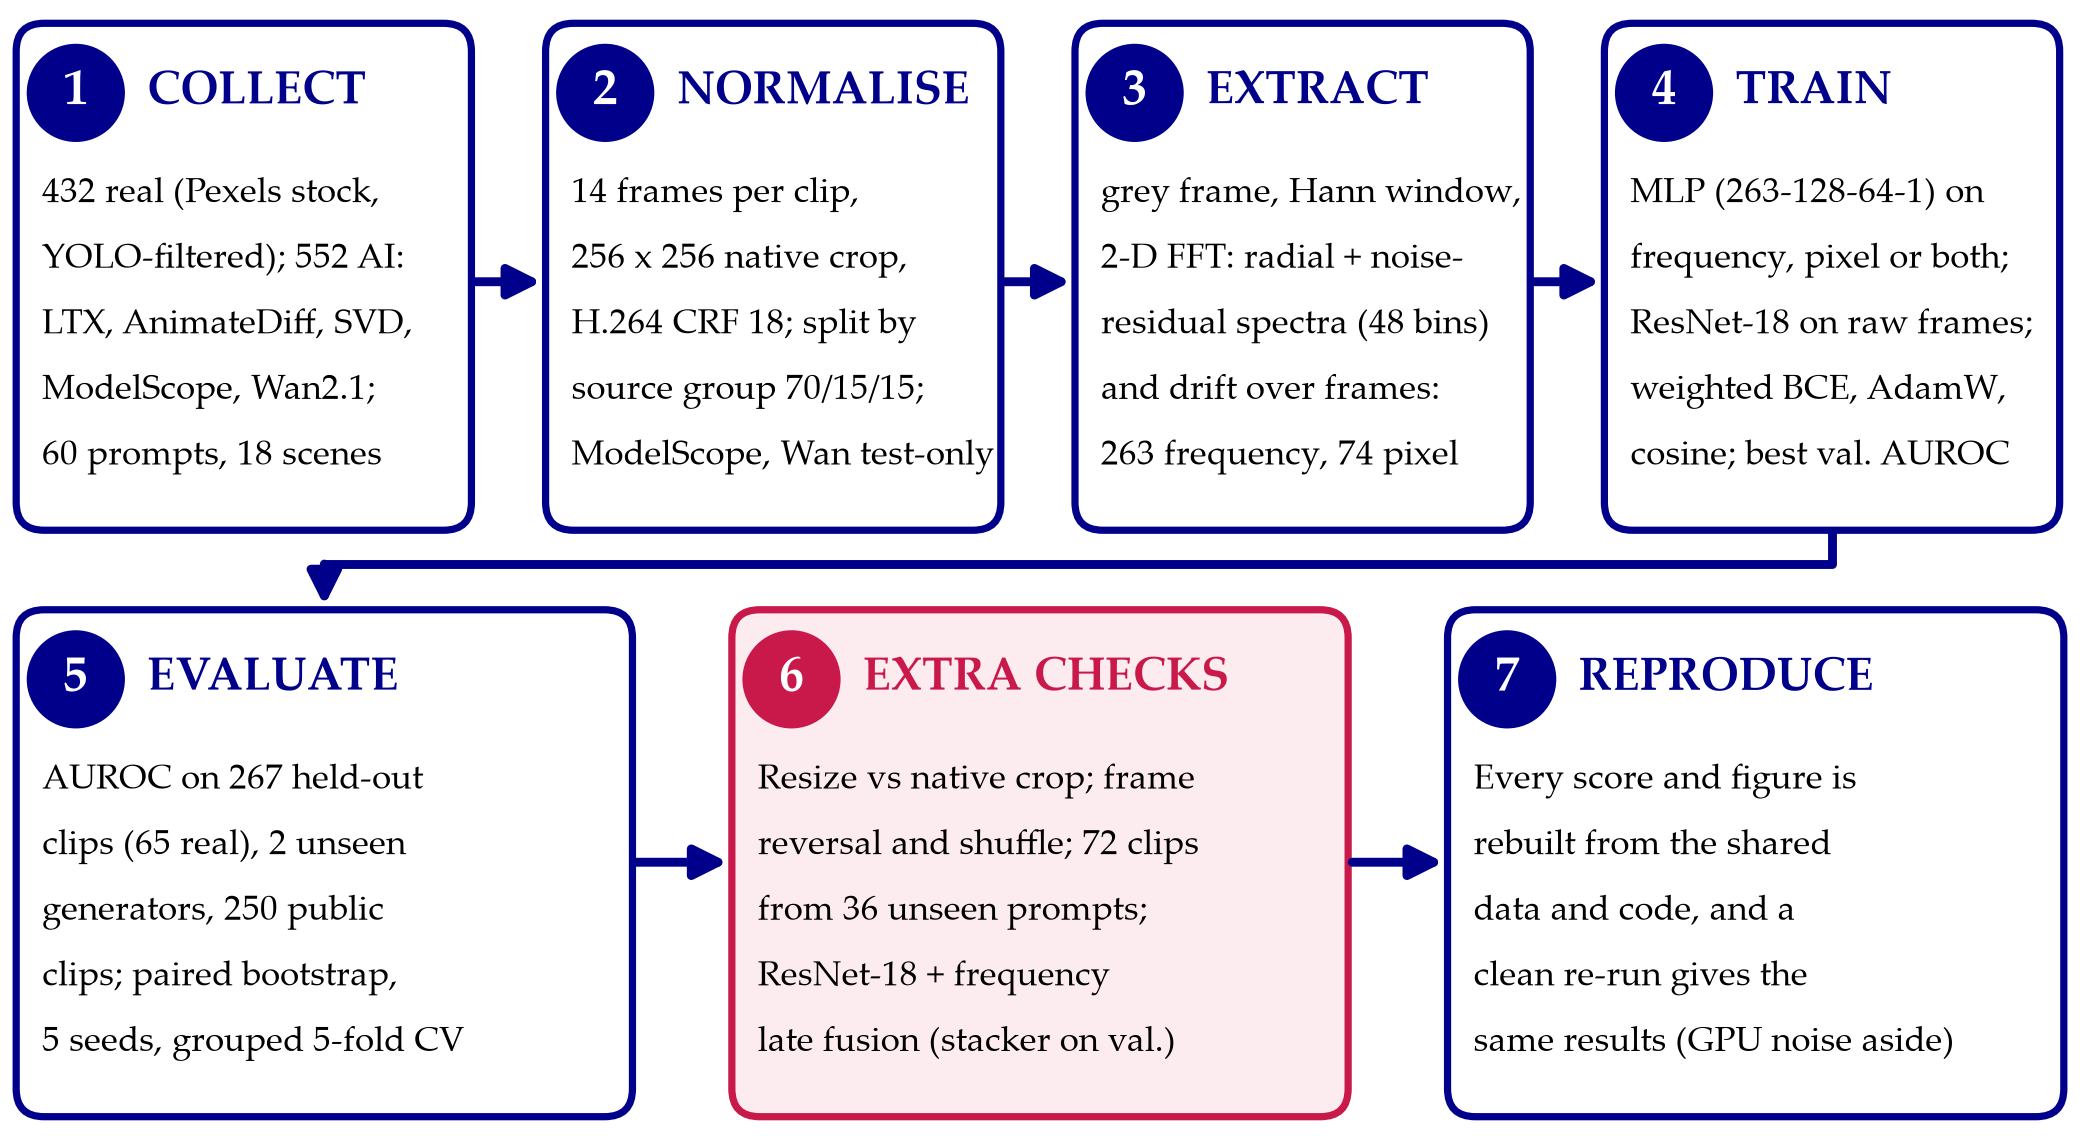 1 COLLECT
432 real (Pexels stock,
YOLO-filtered); 552 AI:
LTX, AnimateDiff, SVD,
ModelScope, Wan2.1;
60 prompts, 18 scenes
2 NORMALISE
14 frames per clip,
256 x 256 native crop,
H.264 CRF 18; split by
source group 70/15/15;
ModelScope, Wan test-only
3 EXTRACT
grey frame, Hann window,
2-D FFT: radial + noise-
residual spectra (48 bins)
and drift over frames:
263 frequency, 74 pixel
4 TRAIN
MLP (263-128-64-1) on
frequency, pixel or both;
ResNet-18 on raw frames;
weighted BCE, AdamW,
cosine; best val. AUROC
5 EVALUATE
AUROC on 267 held-out
clips (65 real), 2 unseen
generators, 250 public
clips; paired bootstrap,
5 seeds, grouped 5-fold CV
6 EXTRA CHECKS
Resize vs native crop; frame
reversal and shuffle; 72 clips
from 36 unseen prompts;
ResNet-18 + frequency
late fusion (stacker on val.)
7 REPRODUCE
Every score and figure is
rebuilt from the shared
data and code, and a
clean re-run gives the
same results (GPU noise aside)